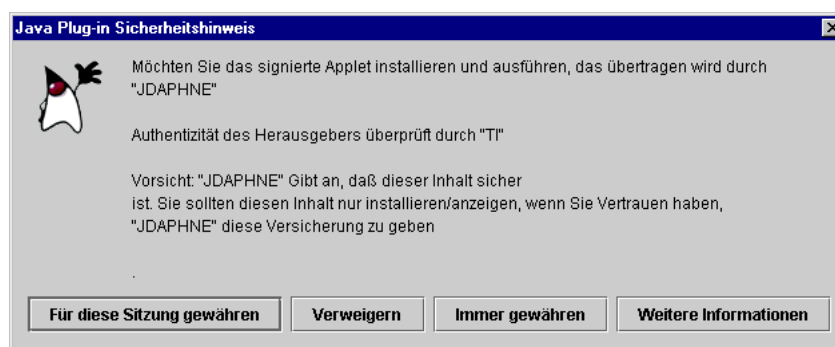 Java Plug-in Sicherheitshinweis
Möchten Sie das signierte Applet installieren und ausführen, das übertragen wird durch
"JDAPHNE"
Authentizität des Herausgebers überprüft durch "TI"
Vorsicht: "JDAPHNE" Gibt an, daß dieser Inhalt sicher
ist. Sie sollten diesen Inhalt nur installieren/anzeigen, wenn Sie Vertrauen haben,
"JDAPHNE" diese Versicherung zu geben
.
Für diese Sitzung gewähren Verweigern Immer gewähren Weitere Informationen